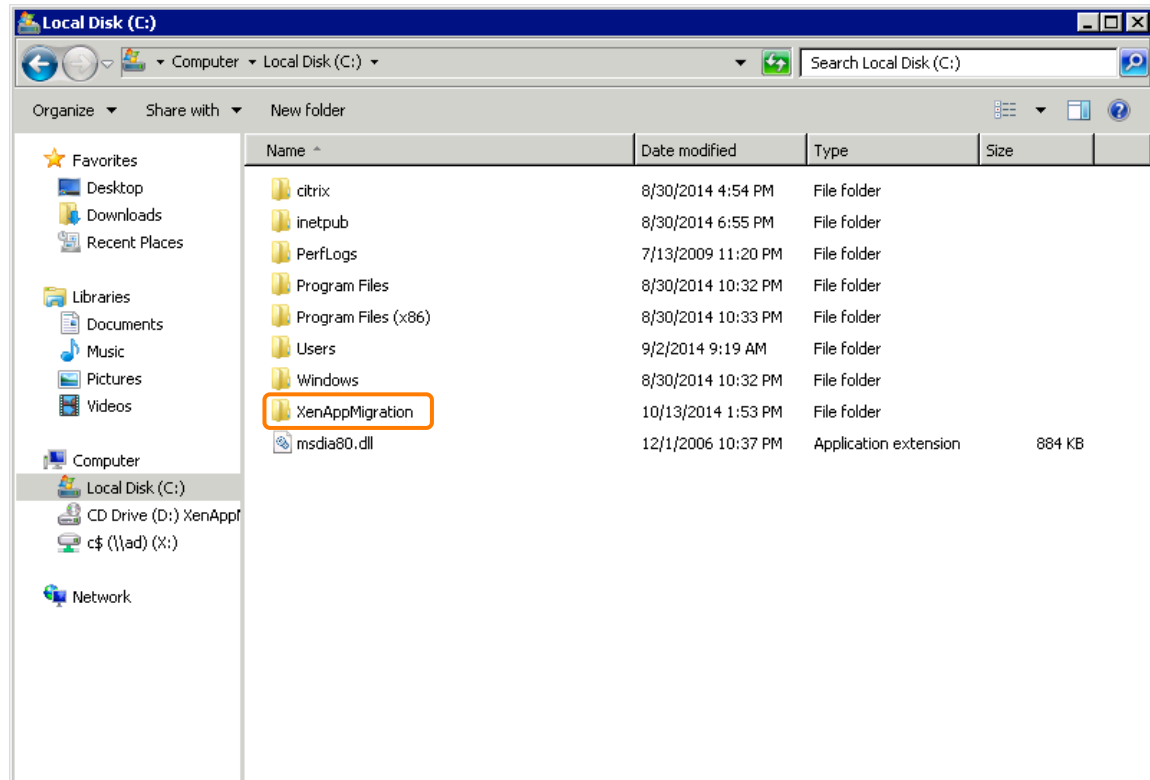 Local Disk (C:)
Computer Local Disk (C:) Search Local Disk (C:)
Organize Share with New folder
Name Date modified Type Size
Favorites
Desktop
Downloads
Recent Places
Libraries
Documents
Music
Pictures
Videos
Computer
Local Disk (C:)
CD Drive (D:) XenApp
c$ (\\ad) (X:)
Network
citrix 8/30/2014 4:54 PM File folder
inetpub 8/30/2014 6:55 PM File folder
PerfLogs 7/13/2009 11:20 PM File folder
Program Files 8/30/2014 10:32 PM File folder
Program Files (x86) 8/30/2014 10:33 PM File folder
Users 9/2/2014 9:19 AM File folder
Windows 8/30/2014 10:32 PM File folder
XenAppMigration 10/13/2014 1:53 PM File folder
msdia80.dll 12/1/2006 10:37 PM Application extension 884 KB